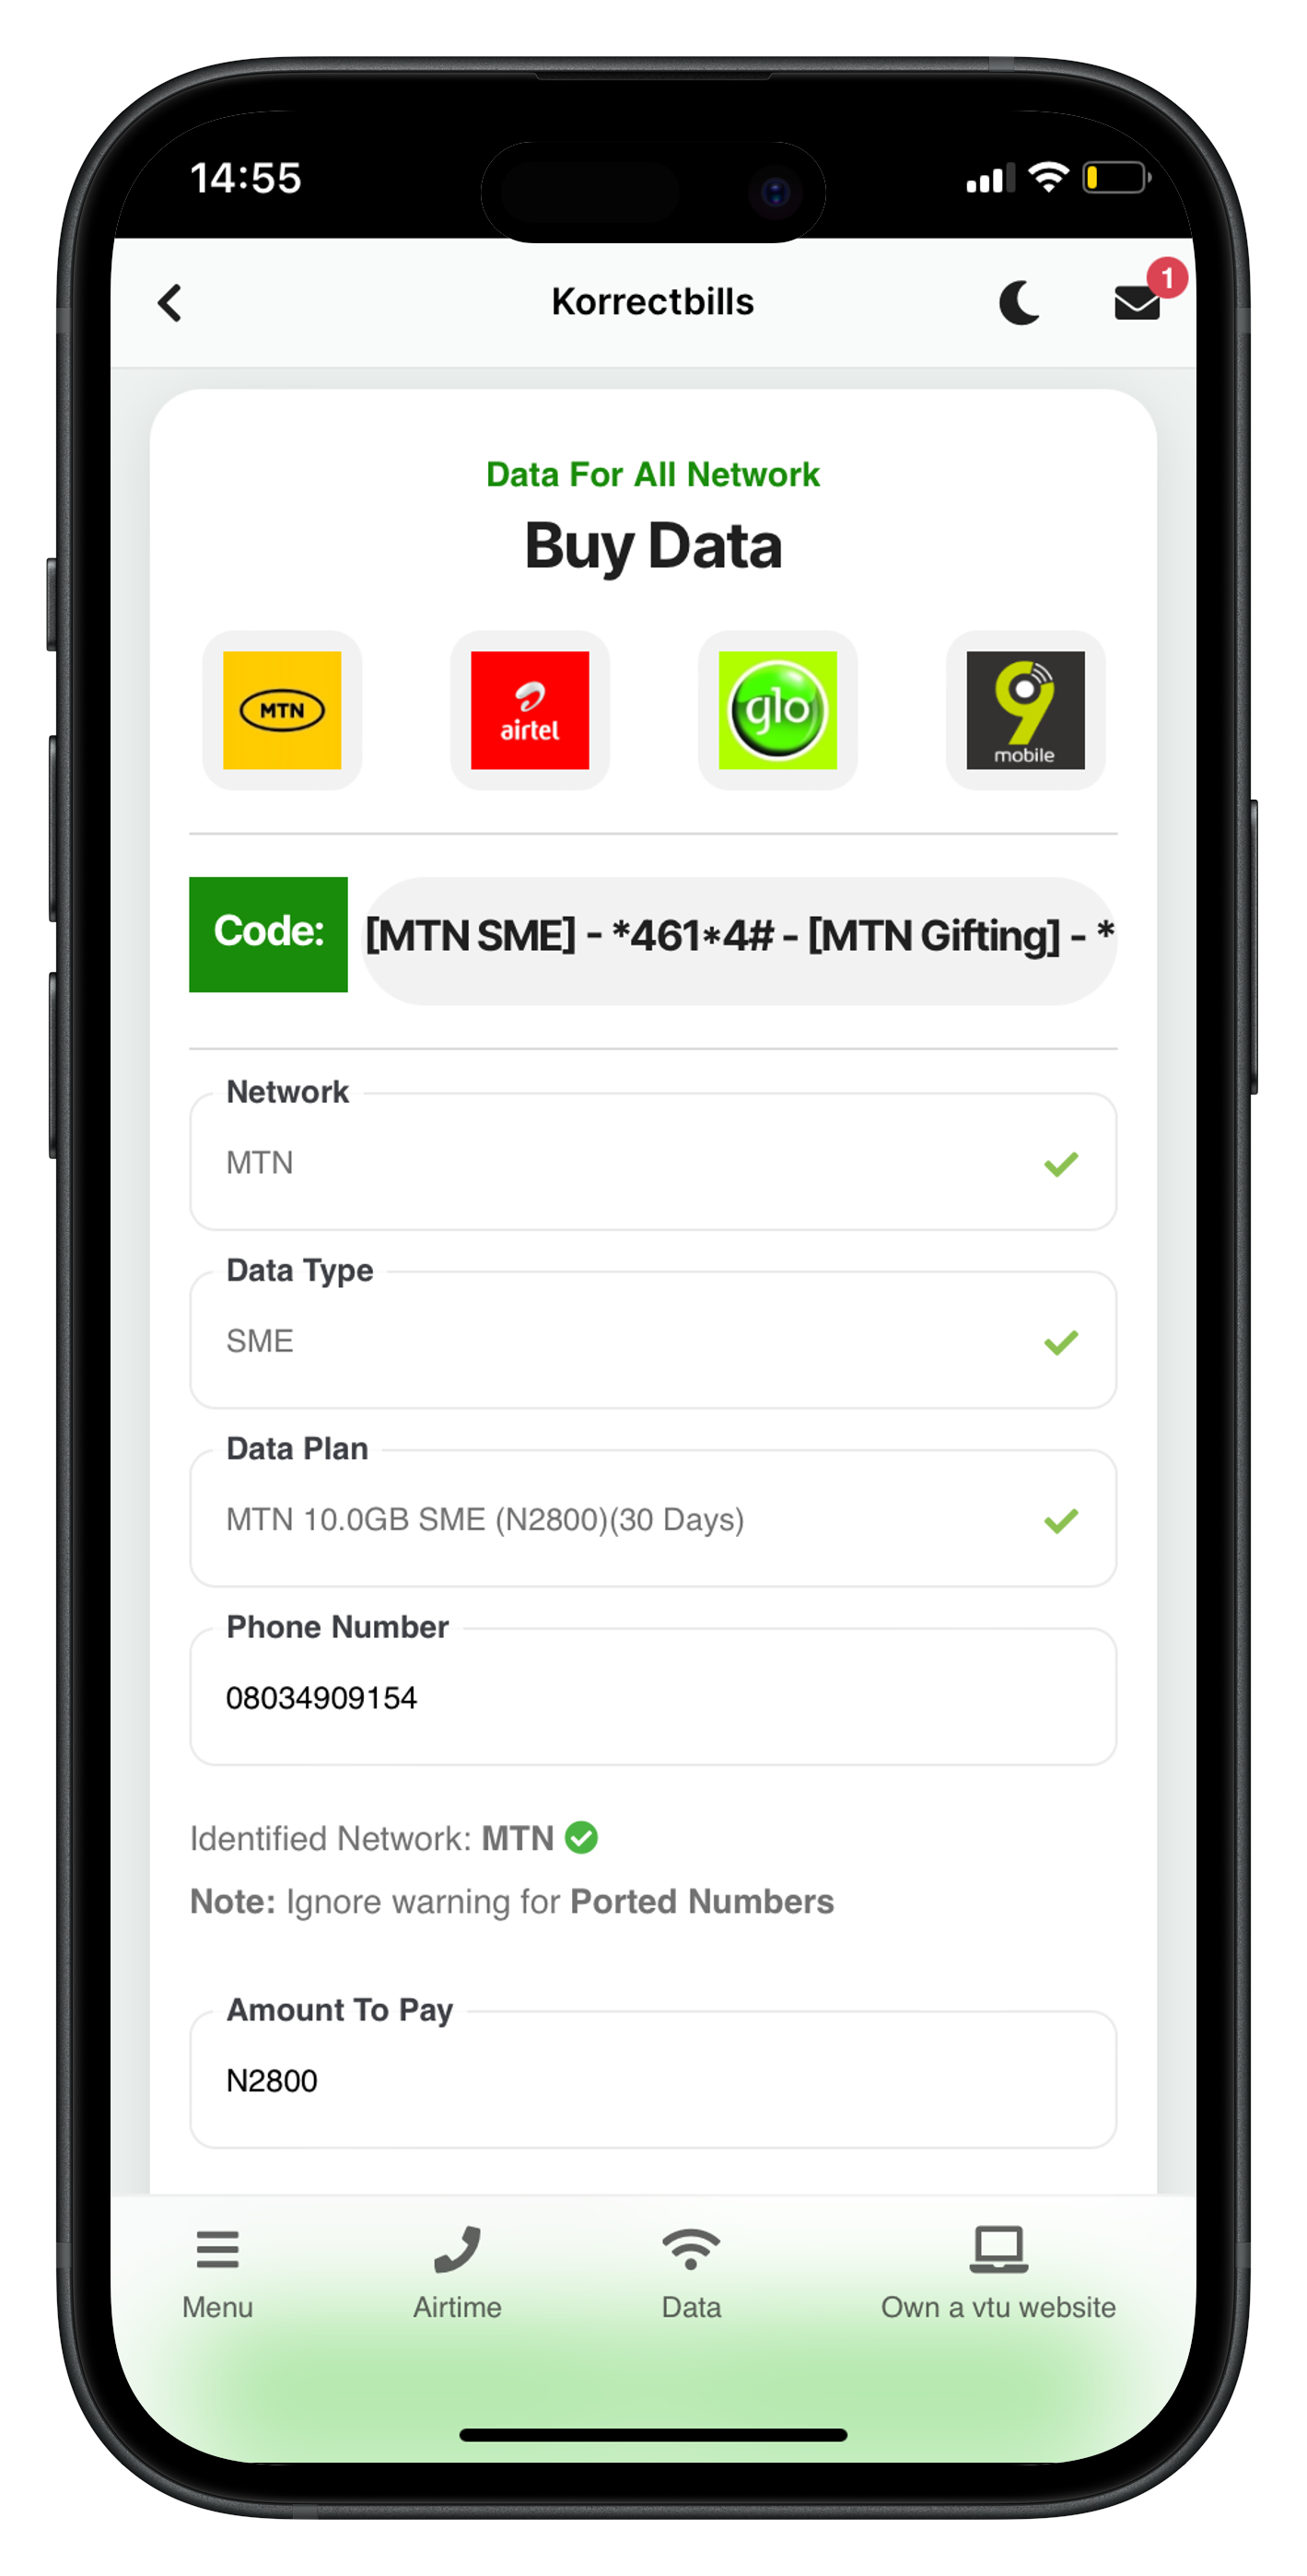 14:55
Korrectbills
1
Data For All Network
Buy Data
MTN
airtel
glo
9
mobile
Code:
[MTN SME] - *461*4# - [MTN Gifting] - *
Network
MTN
Data Type
SME
Data Plan
MTN 10.0GB SME (N2800)(30 Days)
Phone Number
08034909154
Identified Network: MTN
Note: Ignore warning for Ported Numbers
Amount To Pay
N2800
Menu
Airtime
Data
Own a vtu website